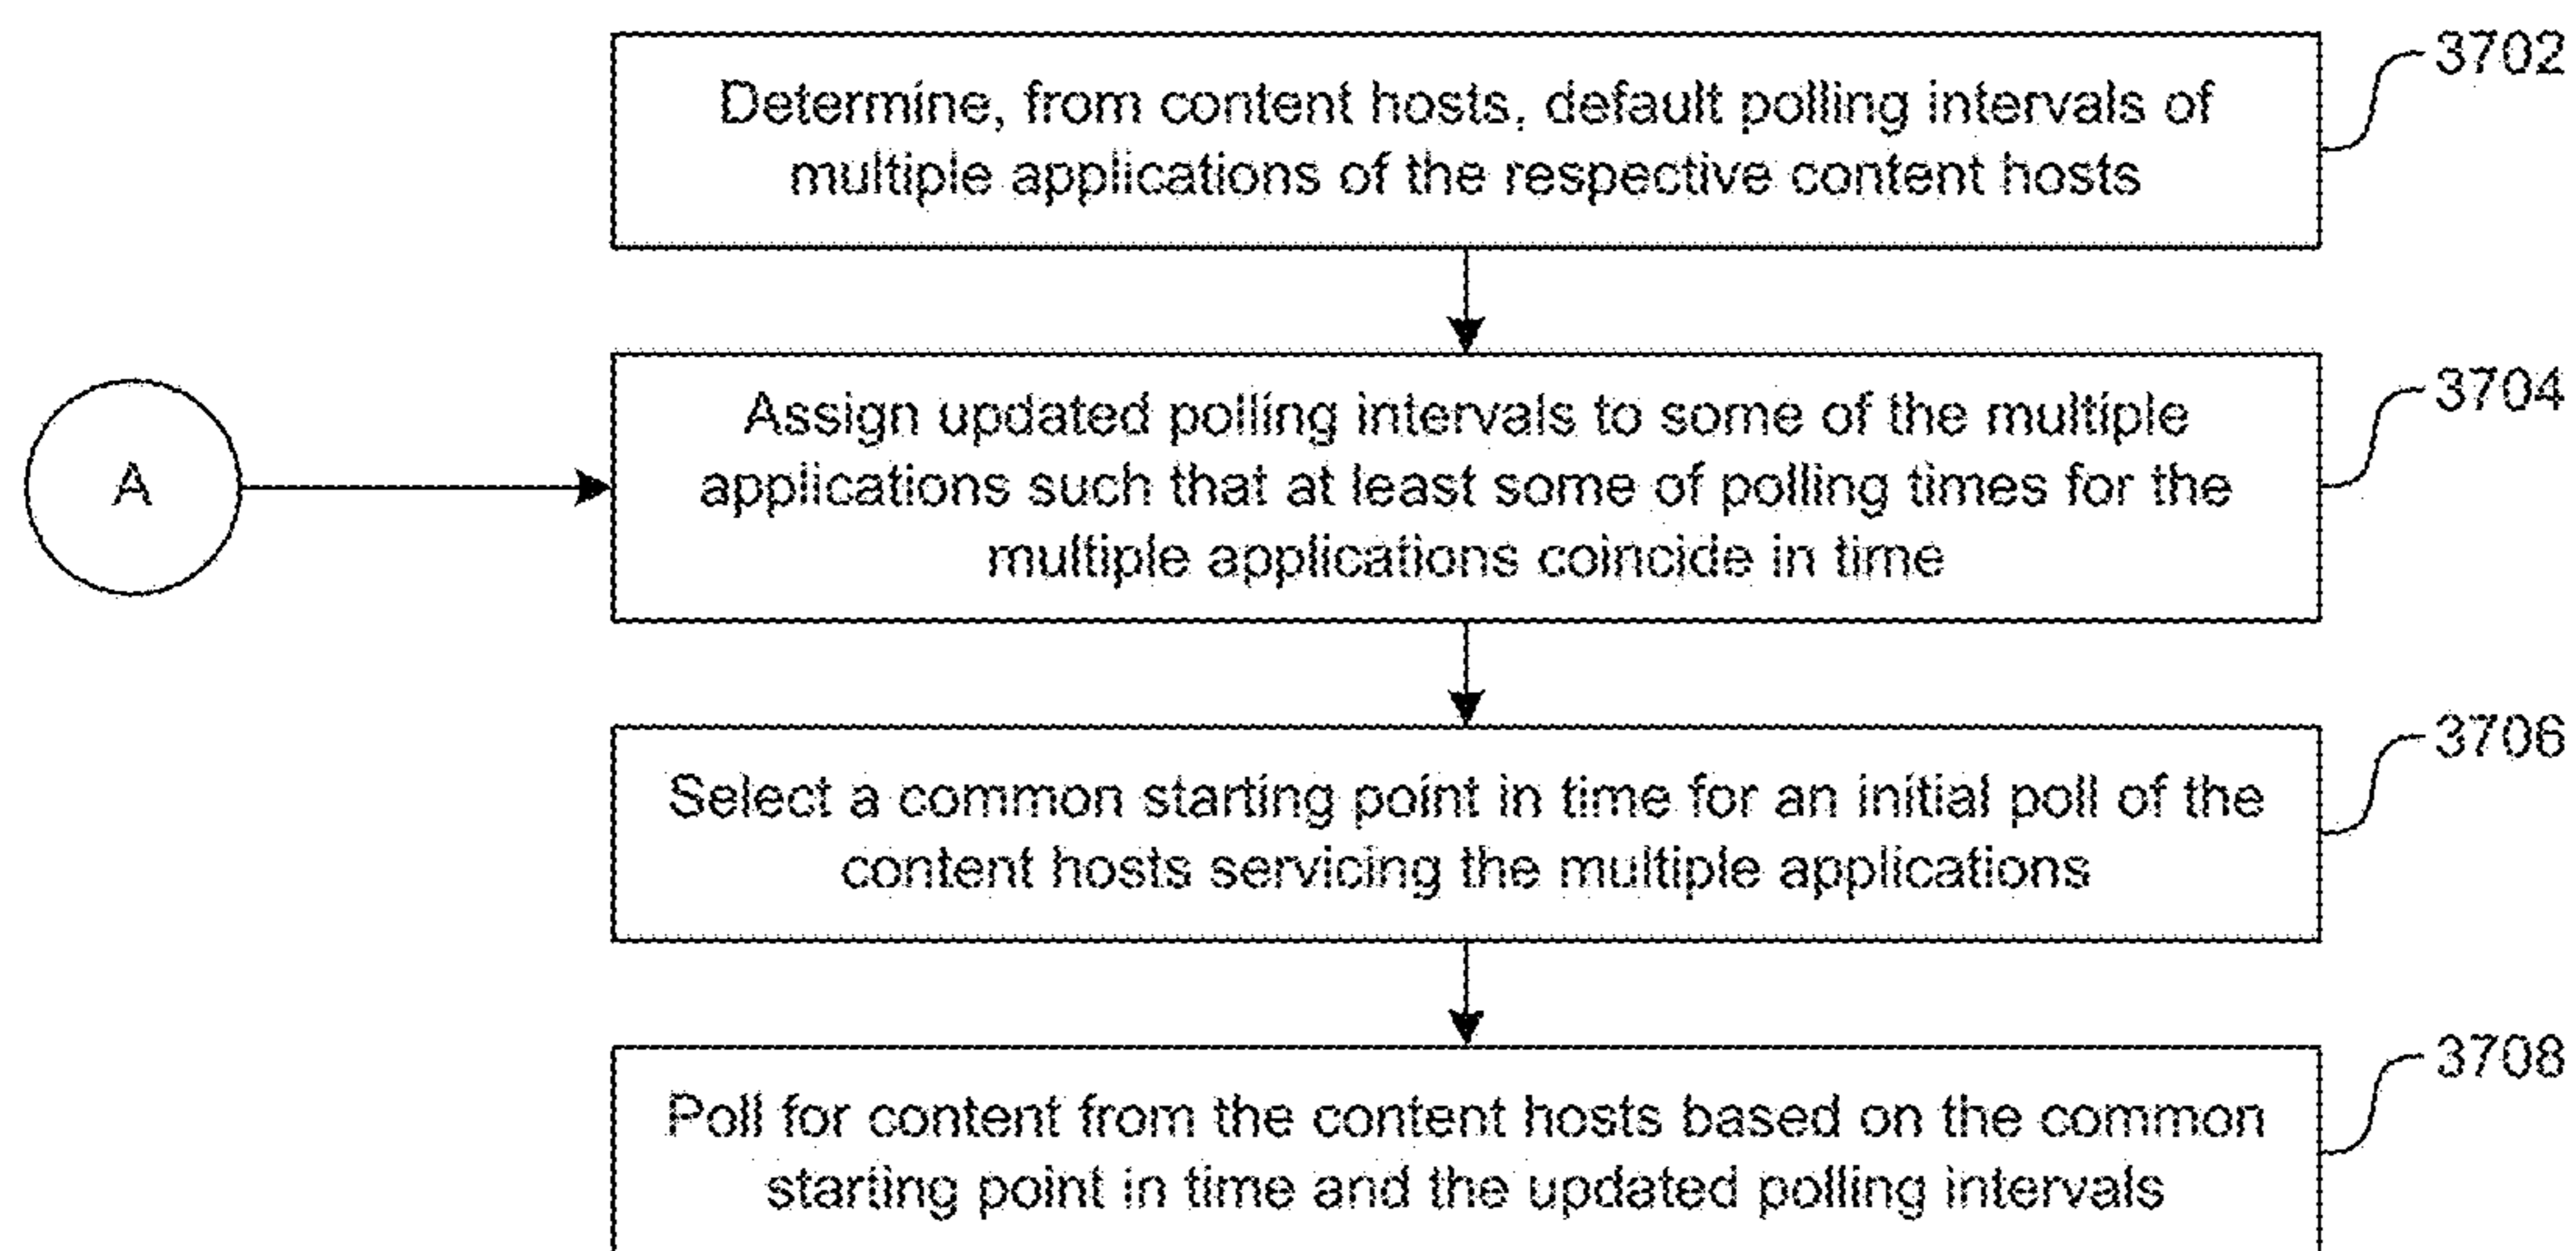 Determine, from content hosts, default polling intervals of
multiple applications of the respective content hosts
3702
A
Assign updated polling intervals to some of the multiple
applications such that at least some of polling times for the
multiple applications coincide in time
3704
Select a common starting point in time for an initial poll of the
content hosts servicing the multiple applications
3706
Poll for content from the content hosts based on the common
starting point in time and the updated polling intervals
3708